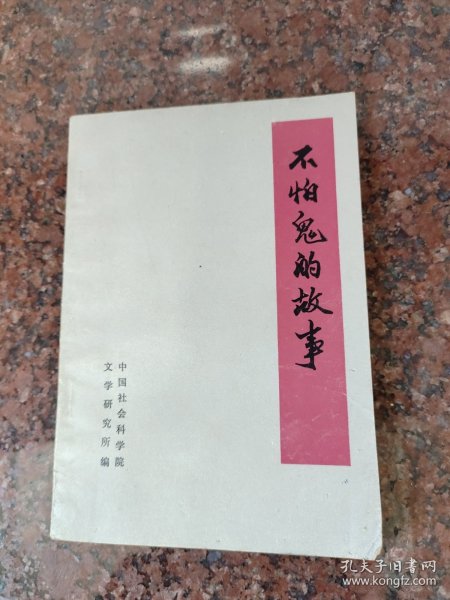 不怕鬼的故事
中国社会科学院
文学研究所编
孔夫子旧书网
www.kongfz.com